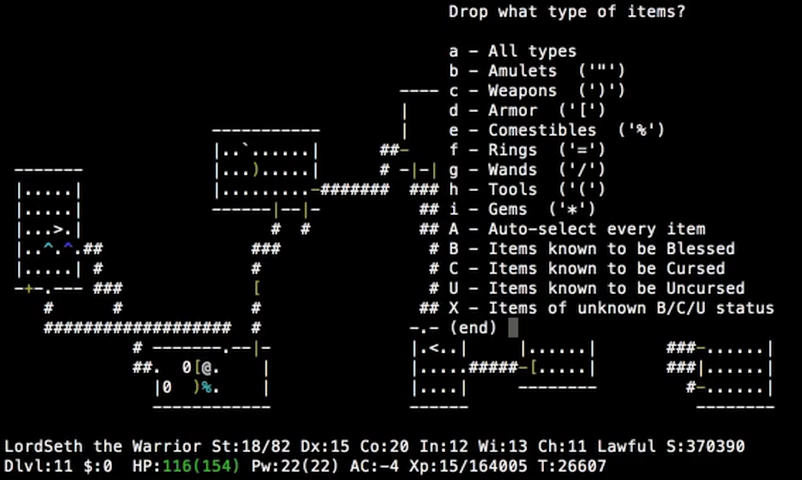 Drop what type of items?
a - All types
b - Amulets  ('"')
c - Weapons  (')')
d - Armor  ('[')
e - Comestibles  ('%')
f - Rings  ('=')
g - Wands  ('/')
h - Tools  ('(')
i - Gems  ('*')
A - Auto-select every item
B - Items known to be Blessed
C - Items known to be Cursed
U - Items known to be Uncursed
X - Items of unknown B/C/U status
(end)
LordSeth the Warrior St:18/82 Dx:15 Co:20 In:12 Wi:13 Ch:11 Lawful S:370390
Dlvl:11 $:0 HP:116(154) Pw:22(22) AC:-4 Xp:15/164005 T:26607